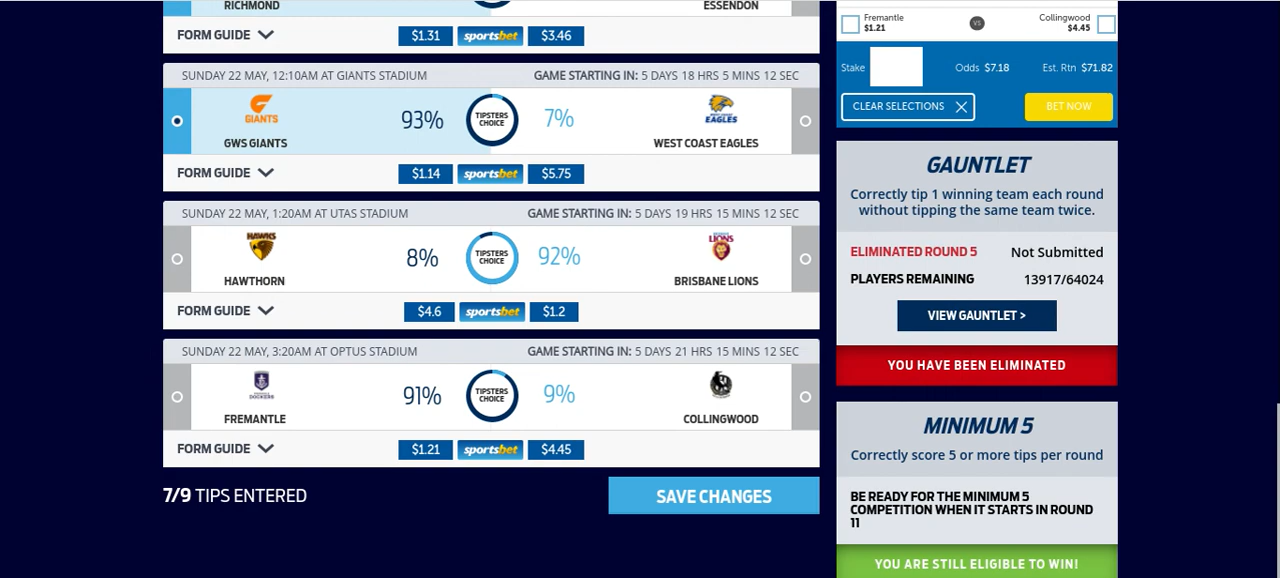 RICHMOND
ESSENDON
FORM GUIDE
$1.31
sportsbet
$3.46
SUNDAY 22 MAY, 12:10AM AT GIANTS STADIUM
GAME STARTING IN: 5 DAYS 18 HRS 5 MINS 12 SEC
GIANTS
93%
TIPSTERS
CHOICE
7%
EAGLES
GWS GIANTS
WEST COAST EAGLES
FORM GUIDE
$1.14
sportsbet
$5.75
SUNDAY 22 MAY, 1:20AM AT UTAS STADIUM
GAME STARTING IN: 5 DAYS 19 HRS 15 MINS 12 SEC
HAWKS
8%
TIPSTERS
CHOICE
92%
LIONS
HAWTHORN
BRISBANE LIONS
FORM GUIDE
$4.6
sportsbet
$1.2
SUNDAY 22 MAY, 3:20AM AT OPTUS STADIUM
GAME STARTING IN: 5 DAYS 21 HRS 15 MINS 12 SEC
DOCKERS
91%
TIPSTERS
CHOICE
9%
FREMANTLE
COLLINGWOOD
FORM GUIDE
$1.21
sportsbet
$4.45
7/9 TIPS ENTERED
SAVE CHANGES
Fremantle
$1.21
VS
Collingwood
$4.45
Stake
Odds $7.18
Est. Rtn $71.82
CLEAR SELECTIONS
BET NOW
GAUNTLET
Correctly tip 1 winning team each round
without tipping the same team twice.
ELIMINATED ROUND 5 Not Submitted
PLAYERS REMAINING 13917/64024
VIEW GAUNTLET >
YOU HAVE BEEN ELIMINATED
MINIMUM 5
Correctly score 5 or more tips per round
BE READY FOR THE MINIMUM 5
COMPETITION WHEN IT STARTS IN ROUND
11
YOU ARE STILL ELIGIBLE TO WIN!